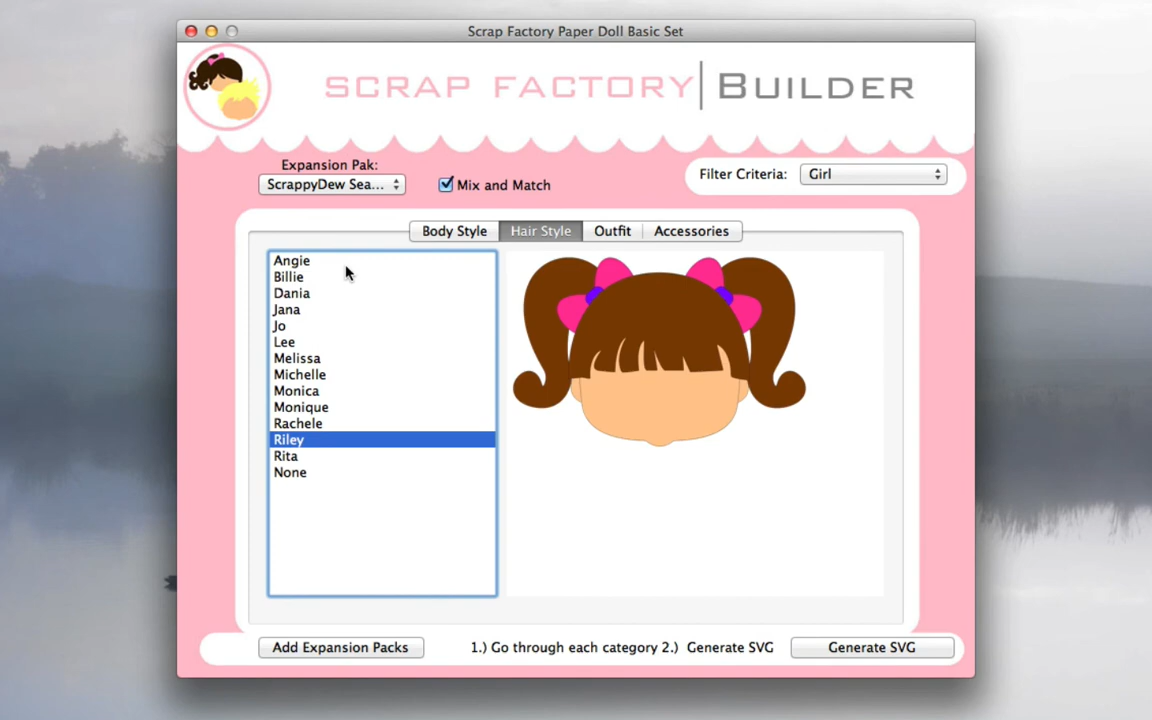 Scrap Factory Paper Doll Basic Set
SCRAP FACTORY BUILDER
Expansion Pak:
ScrappyDew Sea...
Mix and Match
Filter Criteria: Girl
Body Style Hair Style Outfit Accessories
Angie
Billie
Dania
Jana
Jo
Lee
Melissa
Michelle
Monica
Monique
Rachele
Riley
Rita
None
Add Expansion Packs 1.) Go through each category 2.) Generate SVG Generate SVG